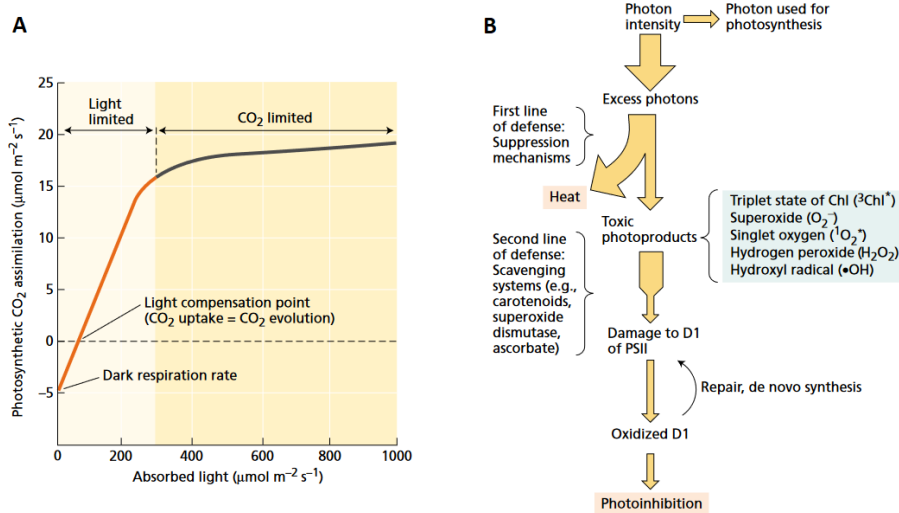 A
Photosynthetic CO₂ assimilation (μmol m⁻² s⁻¹)
25
20
15
10
5
0
−5
Light
limited
CO₂ limited
Light compensation point
(CO₂ uptake = CO₂ evolution)
Dark respiration rate
0
200
400
600
800
1000
Absorbed light (μmol m⁻² s⁻¹)
B
Photon
intensity
Photon used for
photosynthesis
Excess photons
First line
of defense:
Suppression
mechanisms
Heat
Toxic
photoproducts
Triplet state of Chl (³Chl*)
Superoxide (O₂⁻)
Singlet oxygen (¹O₂*)
Hydrogen peroxide (H₂O₂)
Hydroxyl radical (•OH)
Second line
of defense:
Scavenging
systems (e.g.,
carotenoids,
superoxide
dismutase,
ascorbate)
Damage to D1
of PSII
Repair, de novo synthesis
Oxidized D1
Photoinhibition